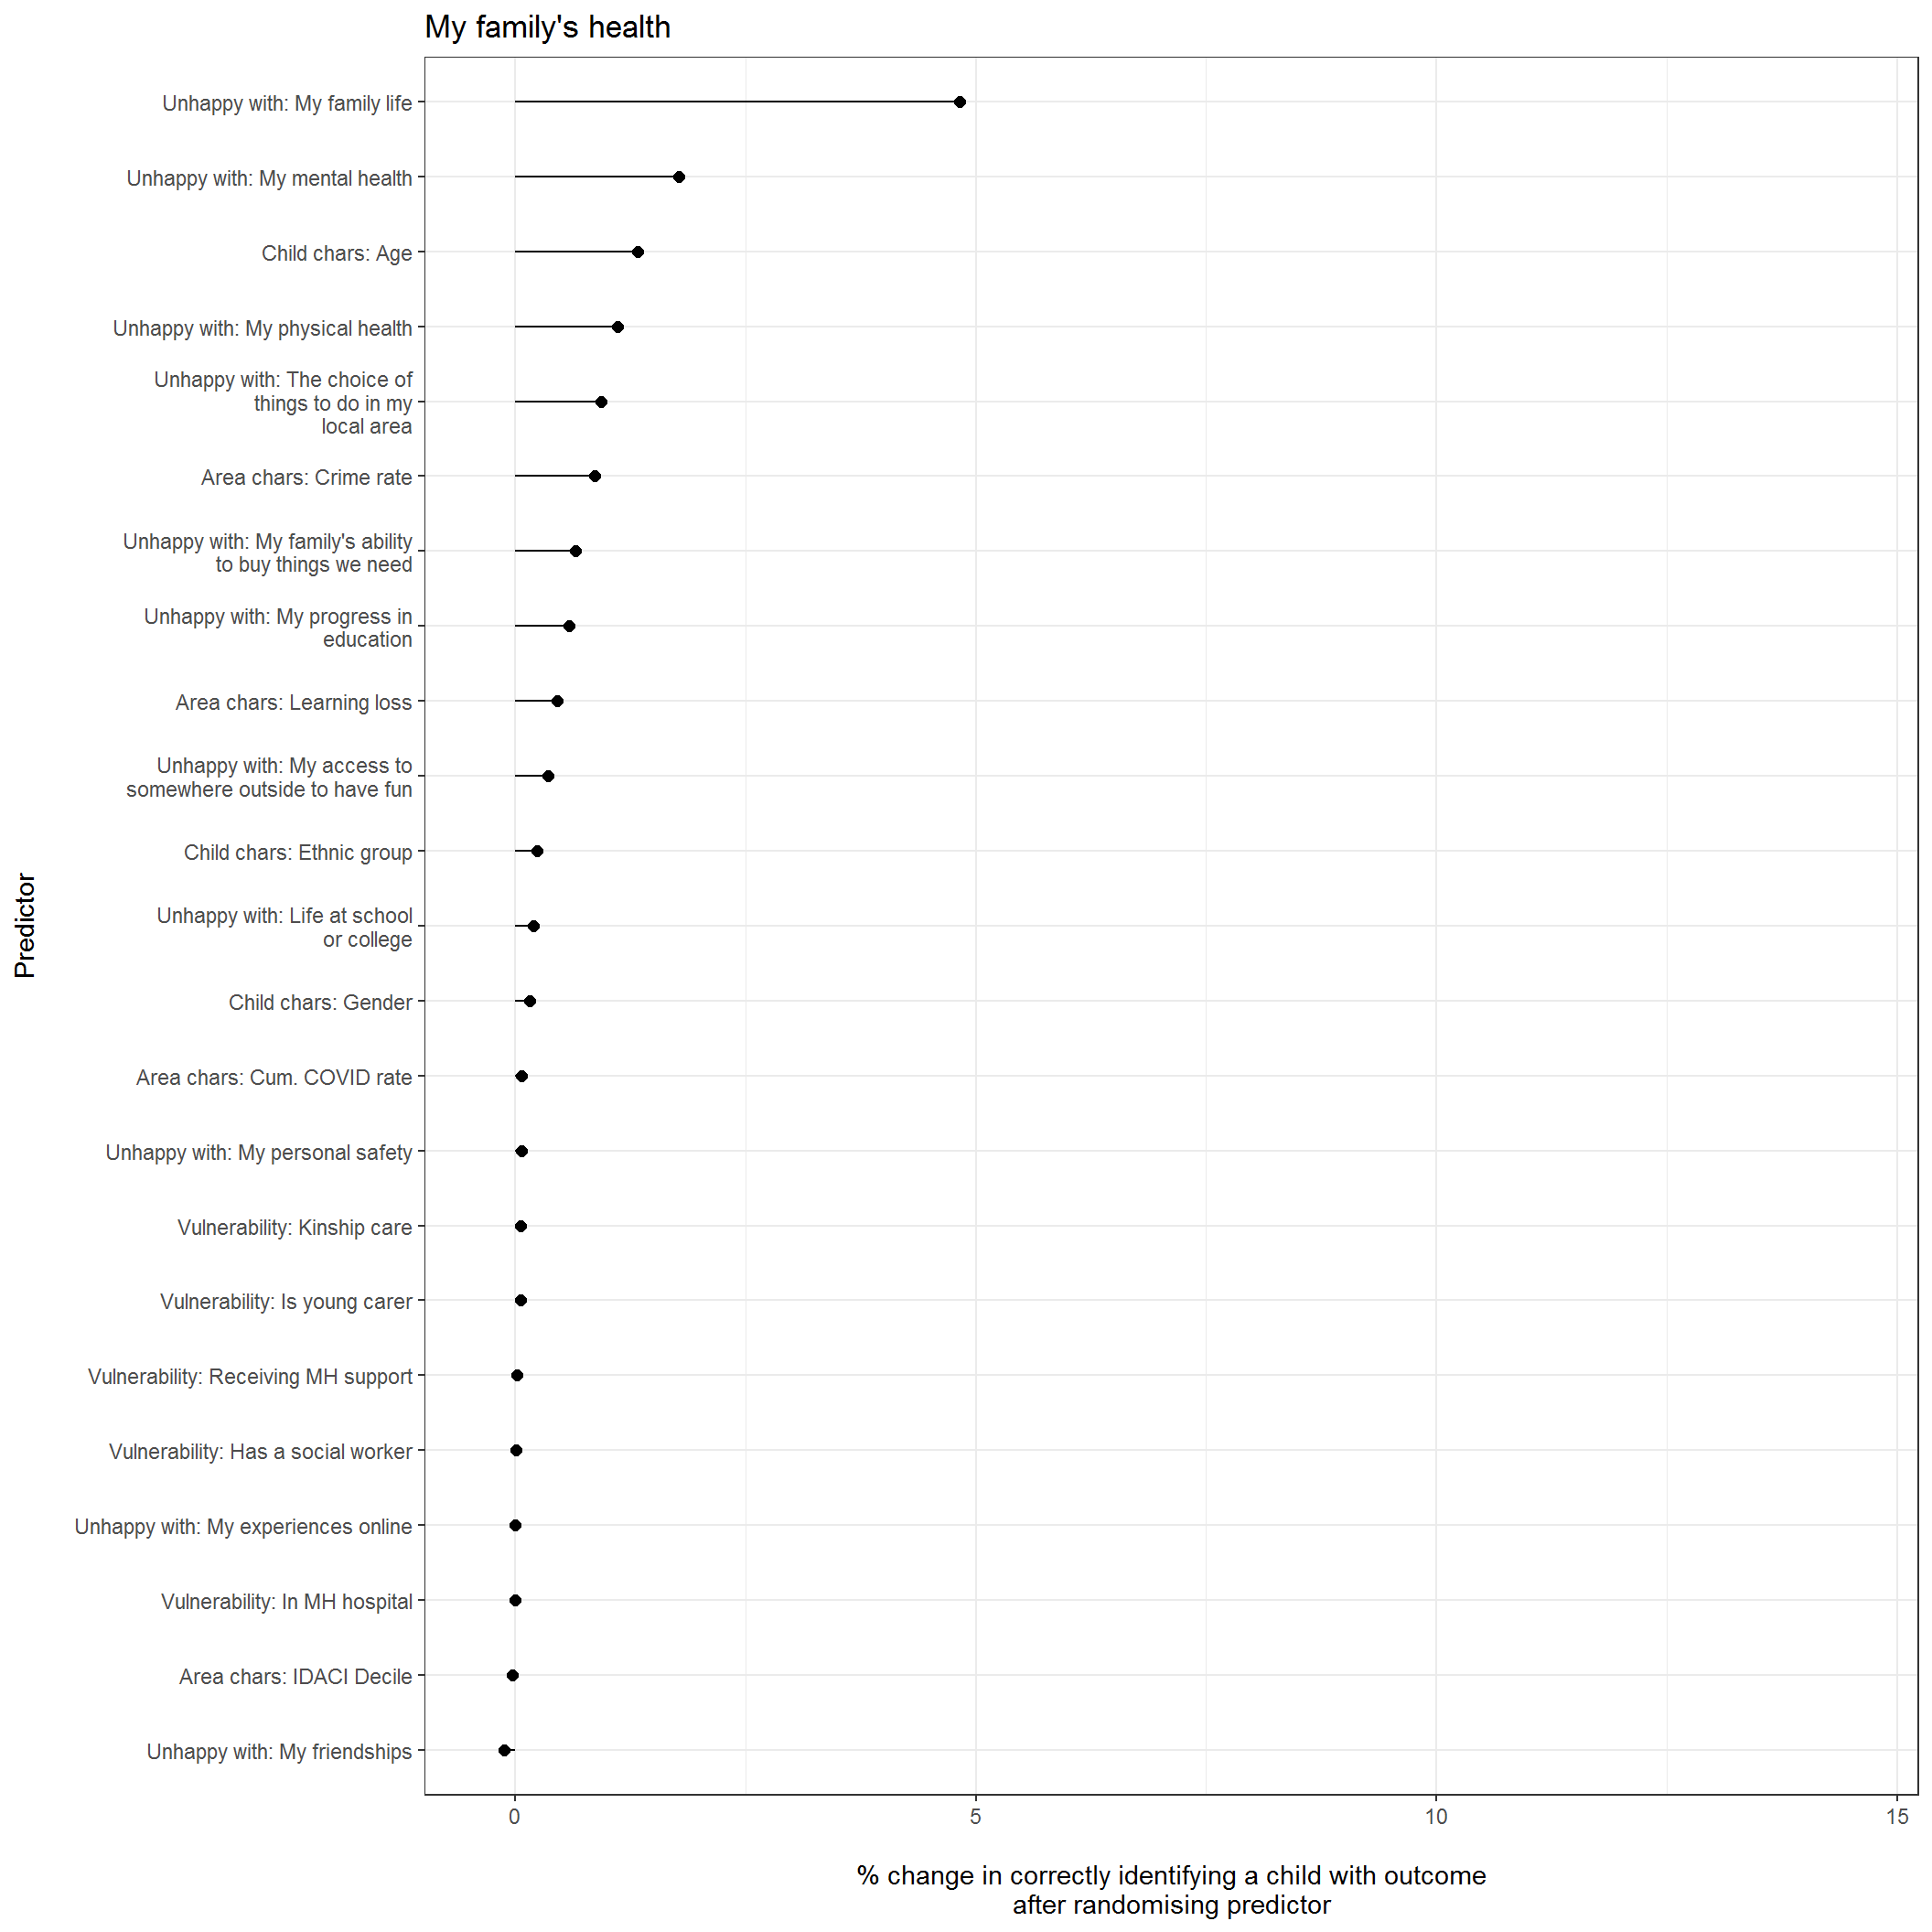 My family's health
Unhappy with: My family life
Unhappy with: My mental health
Child chars: Age
Unhappy with: My physical health
Unhappy with: The choice of
things to do in my
local area
Area chars: Crime rate
Unhappy with: My family's ability
to buy things we need
Unhappy with: My progress in
education
Area chars: Learning loss
Unhappy with: My access to
somewhere outside to have fun
Child chars: Ethnic group
Unhappy with: Life at school
or college
Child chars: Gender
Area chars: Cum. COVID rate
Unhappy with: My personal safety
Vulnerability: Kinship care
Vulnerability: Is young carer
Vulnerability: Receiving MH support
Vulnerability: Has a social worker
Unhappy with: My experiences online
Vulnerability: In MH hospital
Area chars: IDACI Decile
Unhappy with: My friendships
Predictor
0 5 10 15
% change in correctly identifying a child with outcome
after randomising predictor